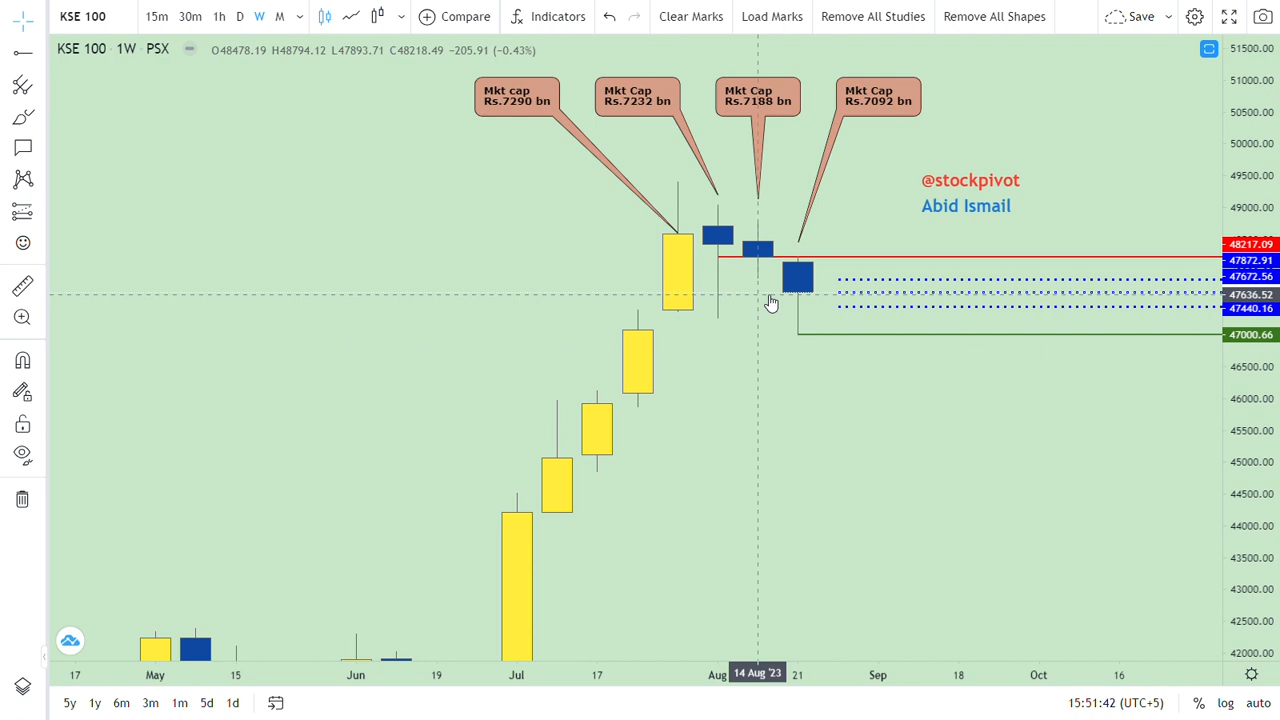 KSE 100 15m 30m 1h D W M Compare Indicators Clear Marks Load Marks Remove All Studies Remove All Shapes Save
KSE 100 · 1W · PSX O48478.19 H48794.12 L47893.71 C48218.49 −205.91 (−0.43%)
Mkt cap
Rs.7290 bn
Mkt Cap
Rs.7232 bn
Mkt Cap
Rs.7188 bn
Mkt Cap
Rs.7092 bn
@stockpivot
Abid Ismail
51500.00
51000.00
50500.00
50000.00
49500.00
49000.00
48217.09
47872.91
47672.56
47636.52
47440.16
47000.66
46500.00
46000.00
45500.00
45000.00
44500.00
44000.00
43500.00
43000.00
42500.00
42000.00
17 May 15 Jun 19 Jul 17 Aug 14 Aug '23 21 Sep 18 Oct 16
5y 1y 6m 3m 1m 5d 1d 15:51:42 (UTC+5) % log auto